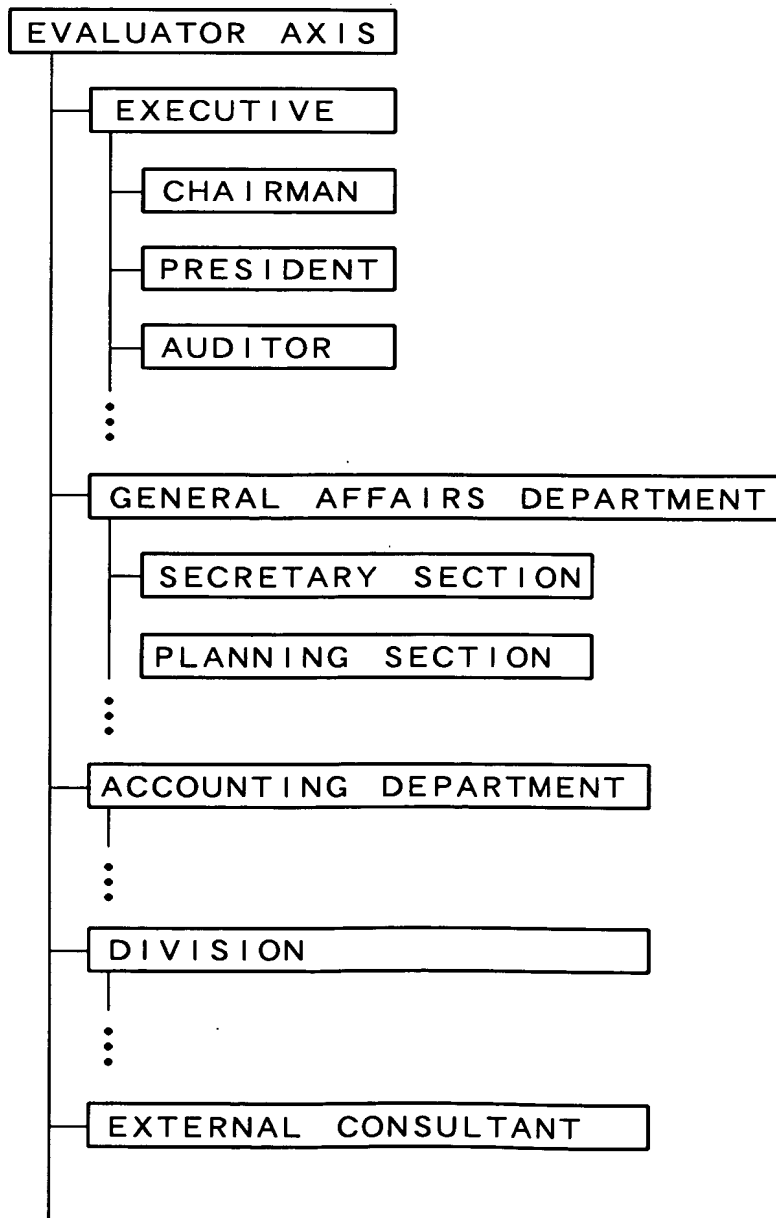 EVALUATOR AXIS
EXECUTIVE
CHAIRMAN
PRESIDENT
AUDITOR
GENERAL AFFAIRS DEPARTMENT
SECRETARY SECTION
PLANNING SECTION
ACCOUNTING DEPARTMENT
DIVISION
EXTERNAL CONSULTANT